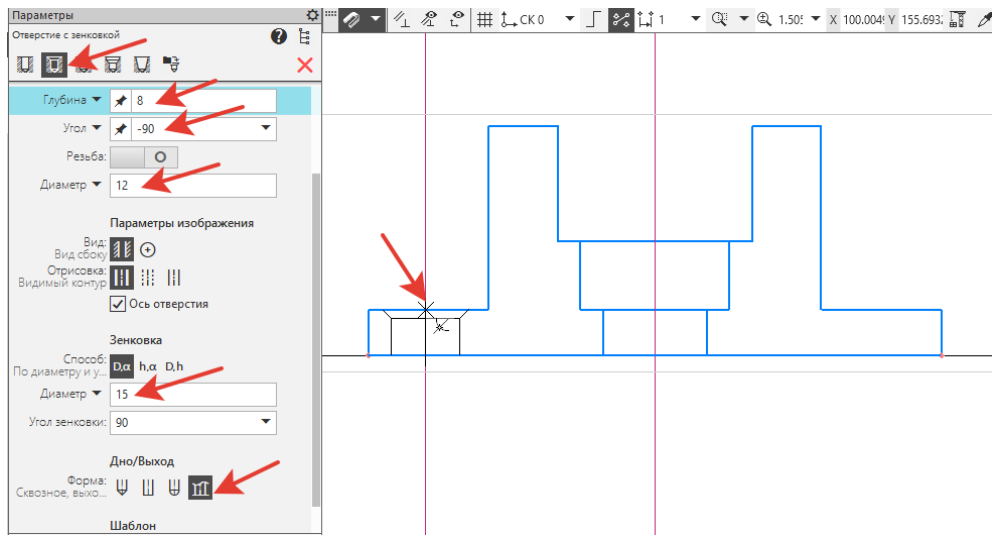 Параметры
СК 0 1 1.505 X 100.0049 Y 155.693
Отверстие с зенковкой
Глубина 8
Угол -90
Резьба:
Диаметр 12
Параметры изображения
Вид:
Вид сбоку
Отрисовка:
Видимый контур
Ось отверстия
Зенковка
Способ:
По диаметру и у... D,α h,α D,h
Диаметр 15
Угол зенковки: 90
Дно/Выход
Форма:
Сквозное, выхо...
Шаблон